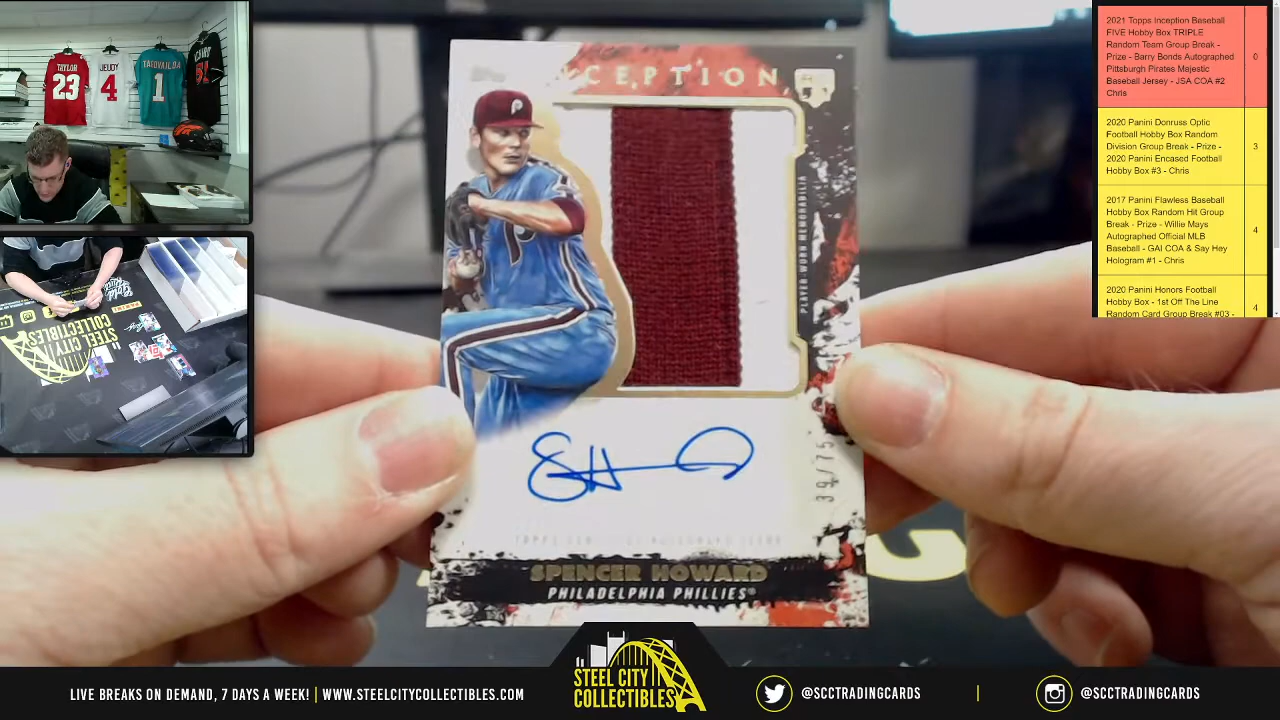 TAYLOR
23
JEUDY
4
TAGOVAILOA
1
STEEL CITY
COLLECTIBLES
2021 Topps Inception Baseball
FIVE Hobby Box TRIPLE
Random Team Group Break -
Prize - Barry Bonds Autographed
Pittsburgh Pirates Majestic
Baseball Jersey - JSA COA #2
Chris
0
2020 Panini Donruss Optic
Football Hobby Box Random
Division Group Break - Prize -
2020 Panini Encased Football
Hobby Box #3 - Chris
3
2017 Panini Flawless Baseball
Hobby Box Random Hit Group
Break - Prize - Willie Mays
Autographed Official MLB
Baseball - GAI COA & Say Hey
Hologram #1 - Chris
4
2020 Panini Honors Football
Hobby Box - 1st Off The Line
Random Card Group Break #03 -
4
Topps
CEPTION
P
PLAYER-WORN MEMORABILIA
39/75
SPENCER HOWARD
PHILADELPHIA PHILLIES®
LIVE BREAKS ON DEMAND, 7 DAYS A WEEK! | WWW.STEELCITYCOLLECTIBLES.COM
STEEL CITY
COLLECTIBLES
@SCCTRADINGCARDS | @SCCTRADINGCARDS